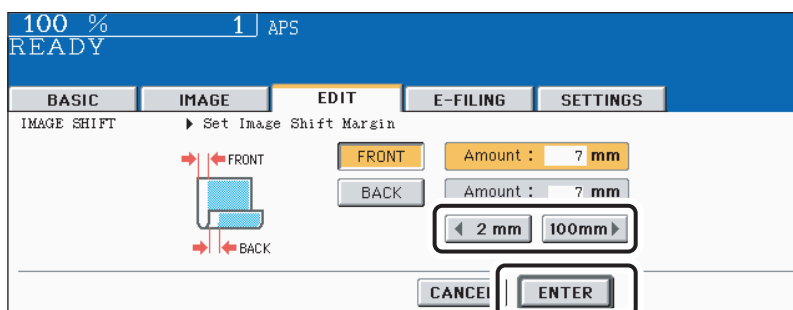 100 % 1 APS
READY
BASIC IMAGE EDIT E-FILING SETTINGS
IMAGE SHIFT ▶ Set Image Shift Margin
FRONT FRONT Amount : 7 mm
BACK Amount : 7 mm
◀ 2 mm 100mm▶
BACK
CANCEL ENTER